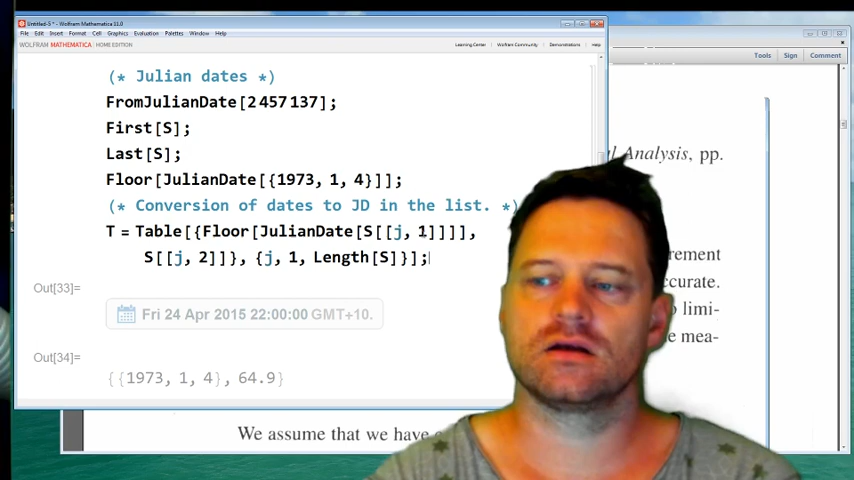 Untitled-5 * - Wolfram Mathematica 11.0
File Edit Insert Format Cell Graphics Evaluation Palettes Window Help
WOLFRAM MATHEMATICA | HOME EDITION
Learning Center | Wolfram Community | Demonstrations | Help
(* Julian dates *)
FromJulianDate[2457137];
First[S];
Last[S];
Floor[JulianDate[{1973, 1, 4}]];
(* Conversion of dates to JD in the list. *)
T = Table[{Floor[JulianDate[S[[j, 1]]]],
S[[j, 2]]}, {j, 1, Length[S]}];
Out[33]=
Fri 24 Apr 2015 22:00:00 GMT+10.
Out[34]=
{{1973, 1, 4}, 64.9}
Tools Sign Comment
Analysis, pp.
rement
ccurate.
limi-
mea-
We assume that we have